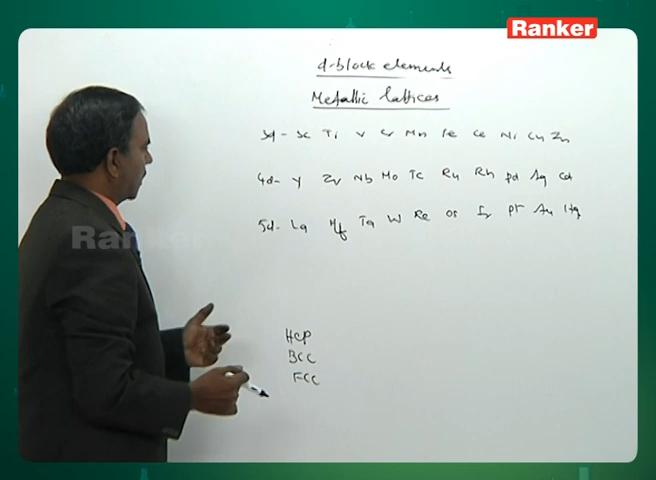 Ranker
d-block elements
Metallic lattices
3d- Sc Ti V Cr Mn Fe Co Ni Cu Zn
4d- Y Zr Nb Mo Tc Ru Rh Pd Ag Cd
5d- La Hf Ta W Re Os Ir Pt Au Hg
Ranker
HCP
BCC
FCC